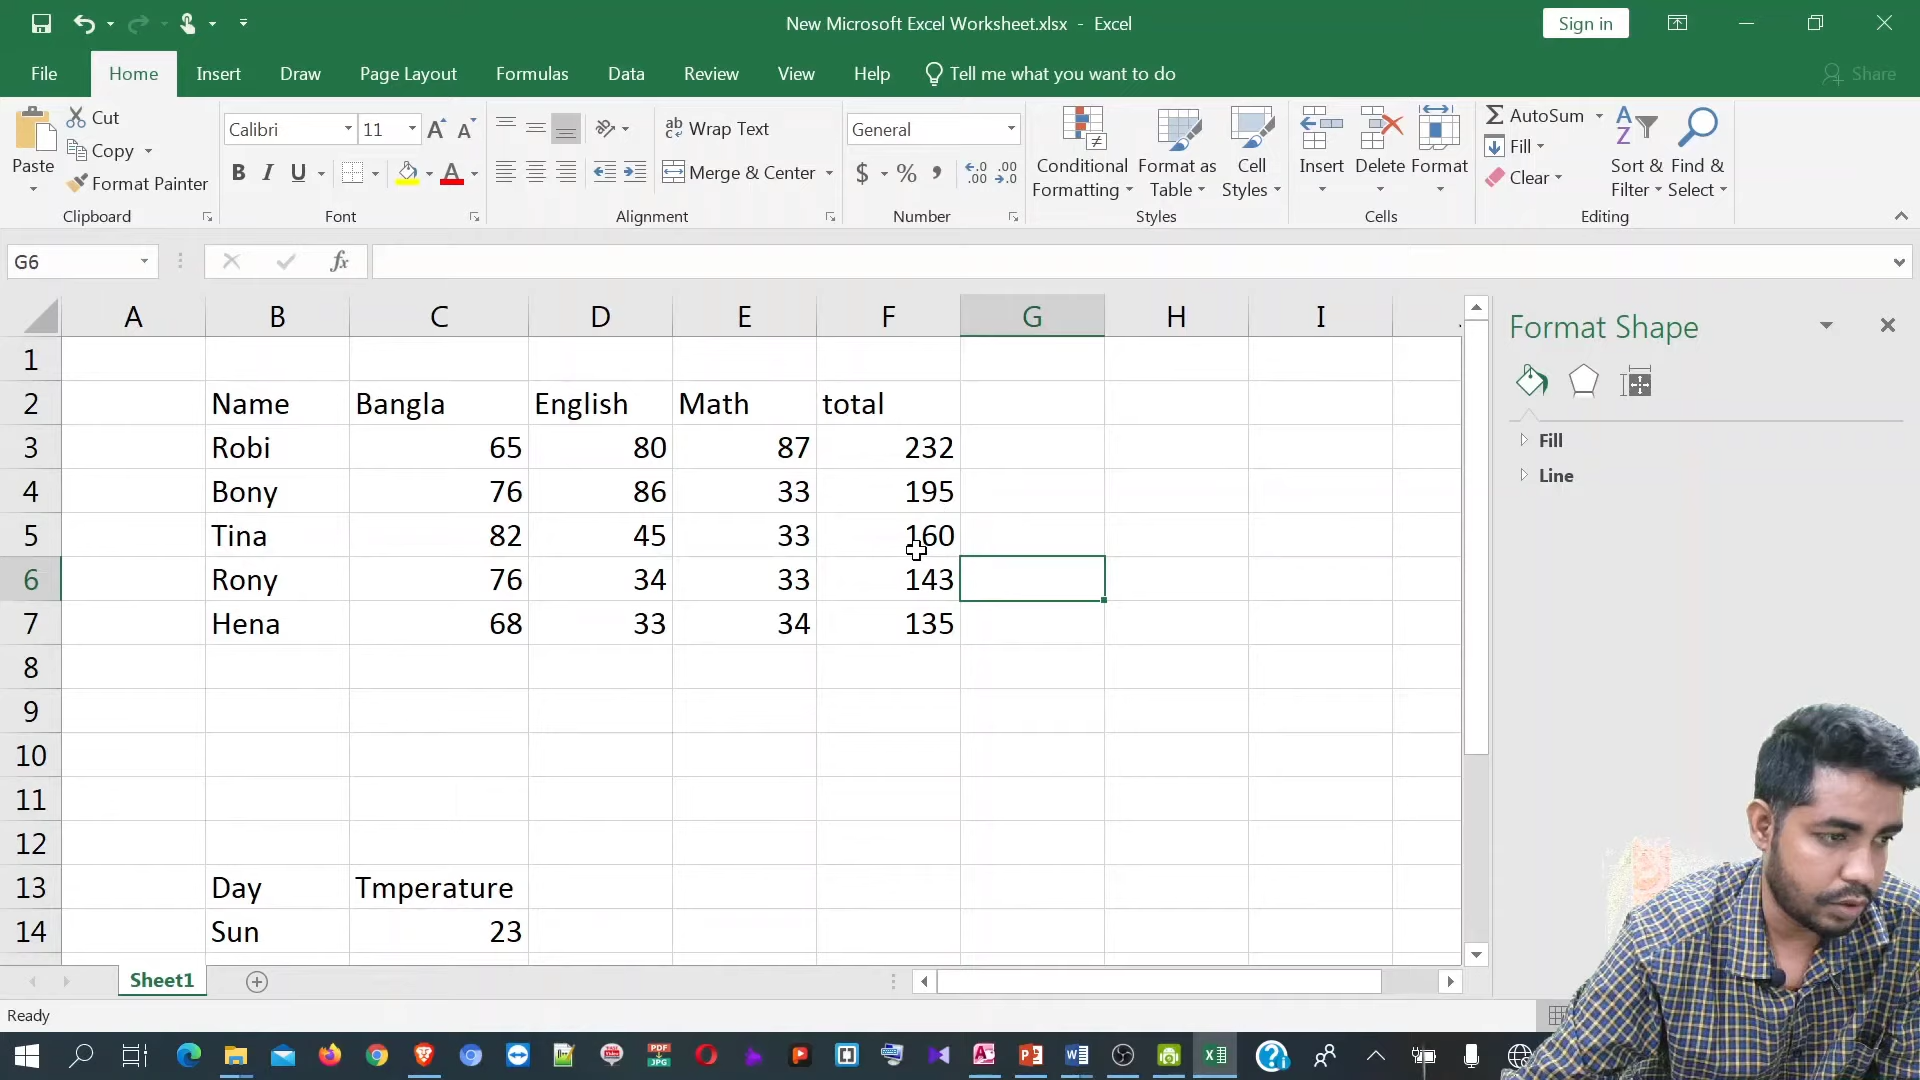 New Microsoft Excel Worksheet.xlsx - Excel
Sign in
File Home Insert Draw Page Layout Formulas Data Review View Help Tell me what you want to do Share
Paste
Cut
Copy
Format Painter
Clipboard
Calibri 11
B I U
Font
Wrap Text
Merge & Center
Alignment
General
$ % ,
Number
Conditional Formatting
Format as Table
Cell Styles
Styles
Insert Delete Format
Cells
AutoSum
Fill
Clear
Sort & Filter
Find & Select
Editing
G6 fx
A B C D E F G H I
1
2 Name Bangla English Math total
3 Robi 65 80 87 232
4 Bony 76 86 33 195
5 Tina 82 45 33 160
6 Rony 76 34 33 143
7 Hena 68 33 34 135
8
9
10
11
12
13 Day Tmperature
14 Sun 23
Format Shape
Fill
Line
Sheet1
Ready